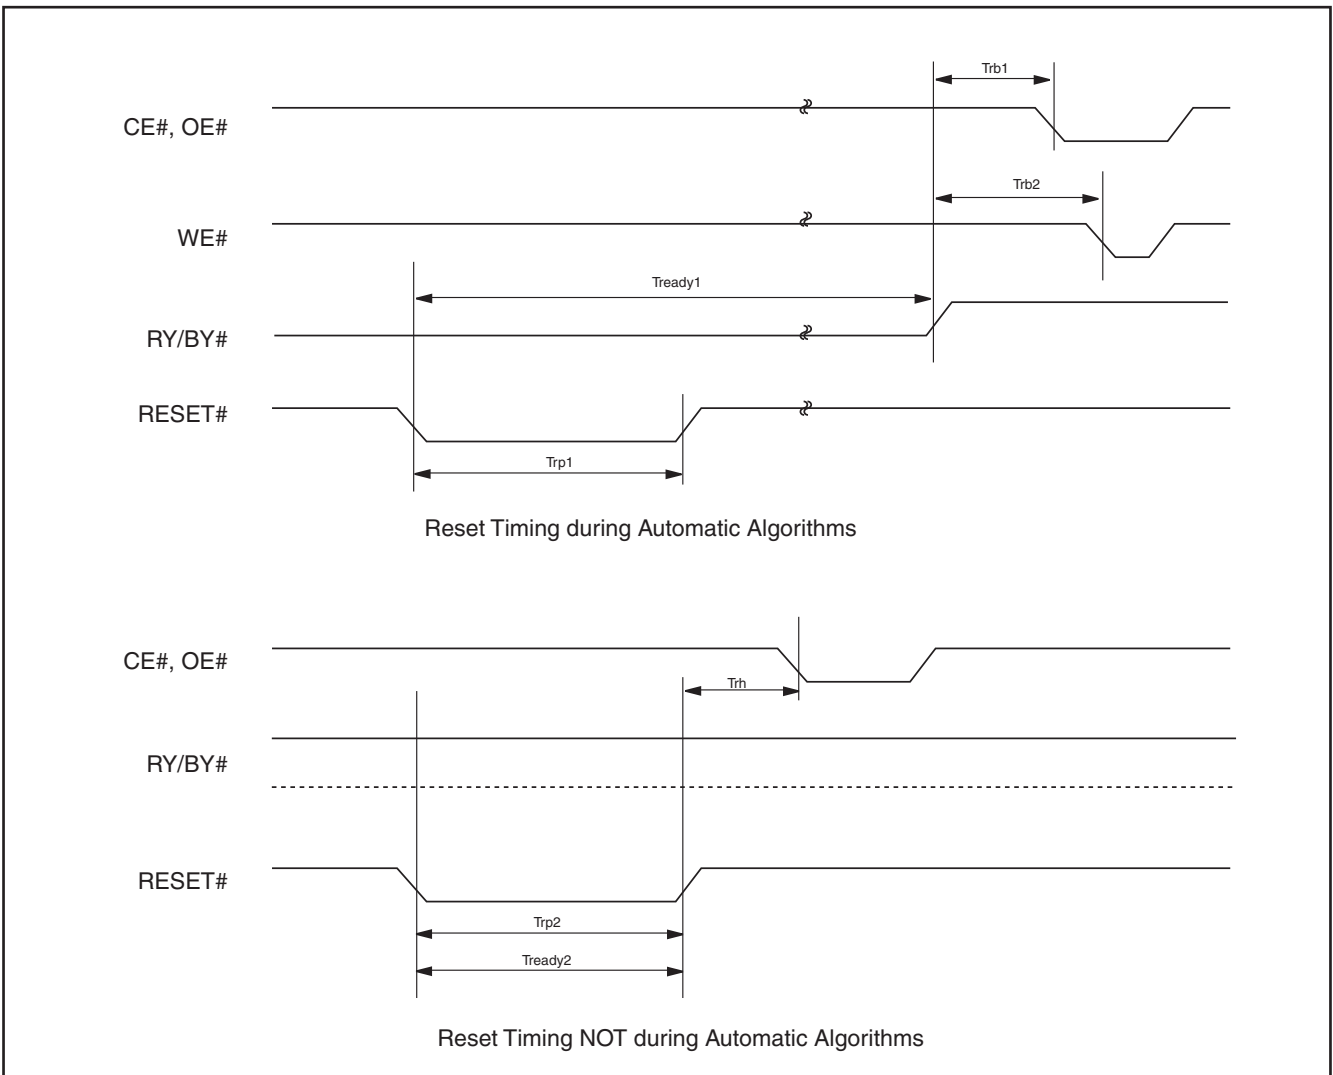 Trb1
CE#, OE#
Trb2
WE#
Tready1
RY/BY#
RESET#
Trp1
Reset Timing during Automatic Algorithms
CE#, OE#
Trh
RY/BY#
RESET#
Trp2
Tready2
Reset Timing NOT during Automatic Algorithms